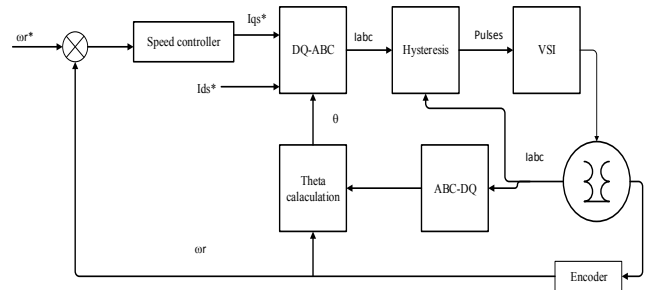 ωr*
Speed controller
Iqs*
Ids*
DQ-ABC
Iabc
Hysteresis
Pulses
VSI
θ
Theta
calaculation
ABC-DQ
Iabc
ωr
Encoder